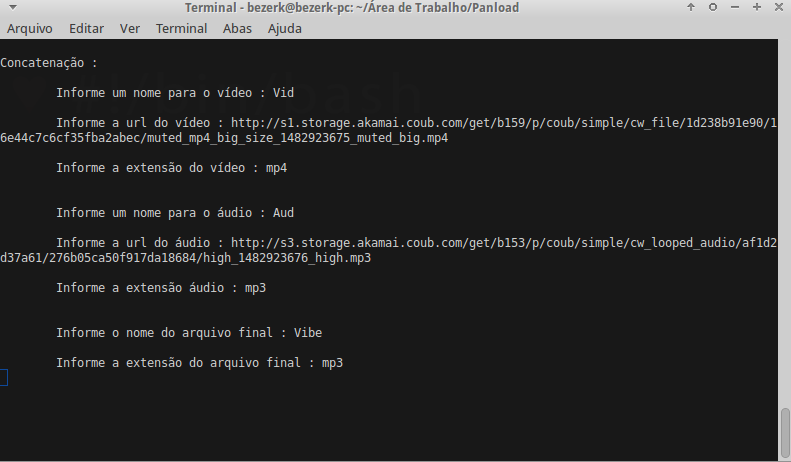 Terminal - bezerk@bezerk-pc: ~/Área de Trabalho/Panload
Arquivo Editar Ver Terminal Abas Ajuda
Concatenação :
Informe um nome para o vídeo : Vid
Informe a url do vídeo : http://s1.storage.akamai.coub.com/get/b159/p/coub/simple/cw_file/1d238b91e90/1
6e44c7c6cf35fba2abec/muted_mp4_big_size_1482923675_muted_big.mp4
Informe a extensão do vídeo : mp4
Informe um nome para o áudio : Aud
Informe a url do áudio : http://s3.storage.akamai.coub.com/get/b153/p/coub/simple/cw_looped_audio/af1d2
d37a61/276b05ca50f917da18684/high_1482923676_high.mp3
Informe a extensão áudio : mp3
Informe o nome do arquivo final : Vibe
Informe a extensão do arquivo final : mp3